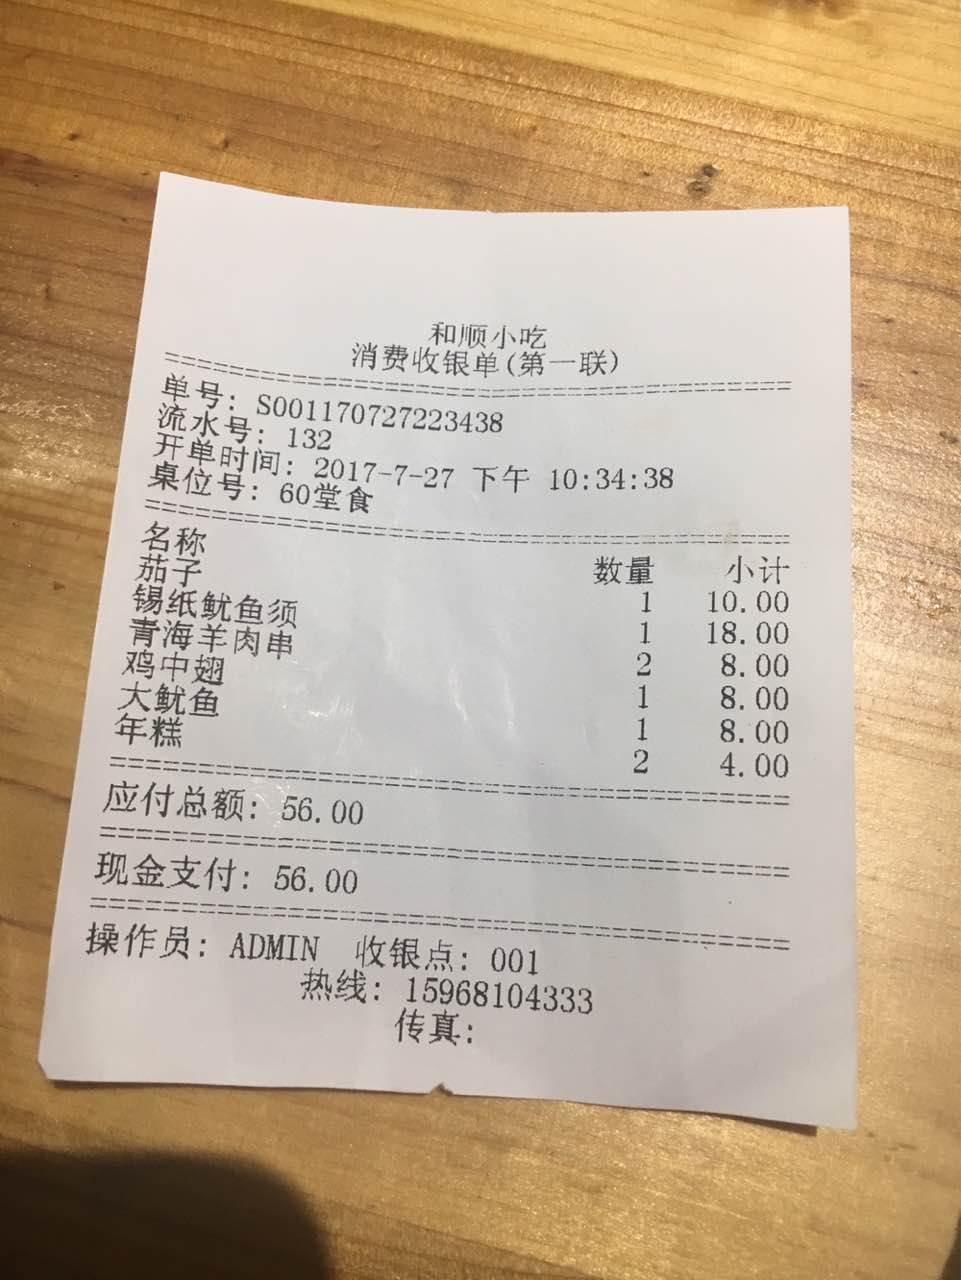 和顺小吃
消费收银单(第一联)
单号: S001170727223438
流水号: 132
开单时间: 2017-7-27 下午 10:34:38
桌位号: 60堂食
名称 数量 小计
茄子 1 10.00
锡纸鱿鱼须 1 18.00
青海羊肉串 2 8.00
鸡中翅 1 8.00
大鱿鱼 1 8.00
年糕 2 4.00
应付总额: 56.00
现金支付: 56.00
操作员: ADMIN 收银点: 001
热线: 15968104333
传真: